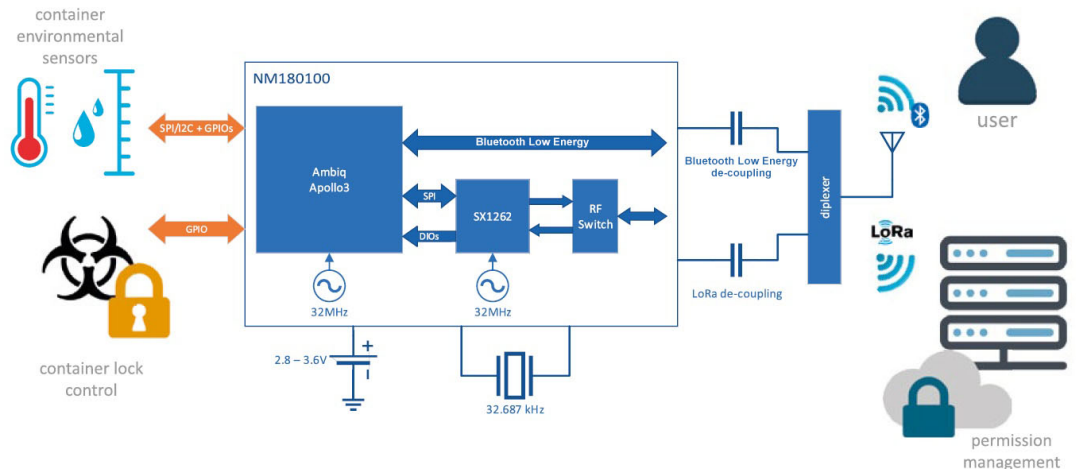 container
environmental
sensors
SPI/I2C + GPIOs
GPIO
container lock
control
NM180100
Ambiq
Apollo3
Bluetooth Low Energy
SPI
DIOs
SX1262
RF
Switch
32MHz
32MHz
2.8 – 3.6V
+
32.687 kHz
Bluetooth Low Energy
de-coupling
LoRa de-coupling
diplexer
user
LoRa
permission
management